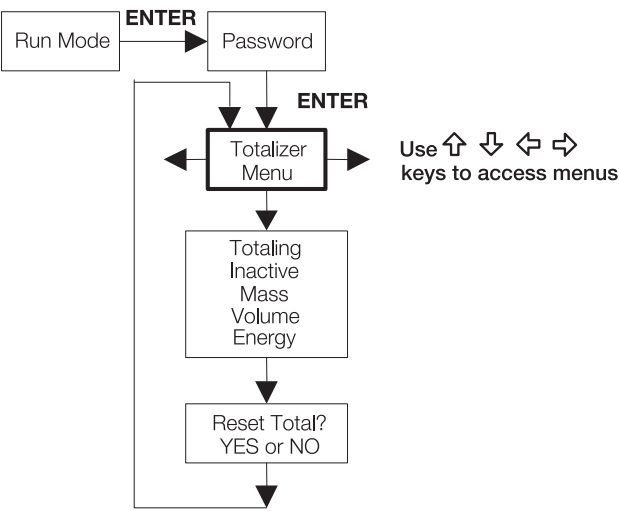 ENTER
Run Mode
Password
ENTER
Totalizer
Menu
Use ⇧ ⇩ ⇦ ⇨
keys to access menus
Totaling
Inactive
Mass
Volume
Energy
Reset Total?
YES or NO